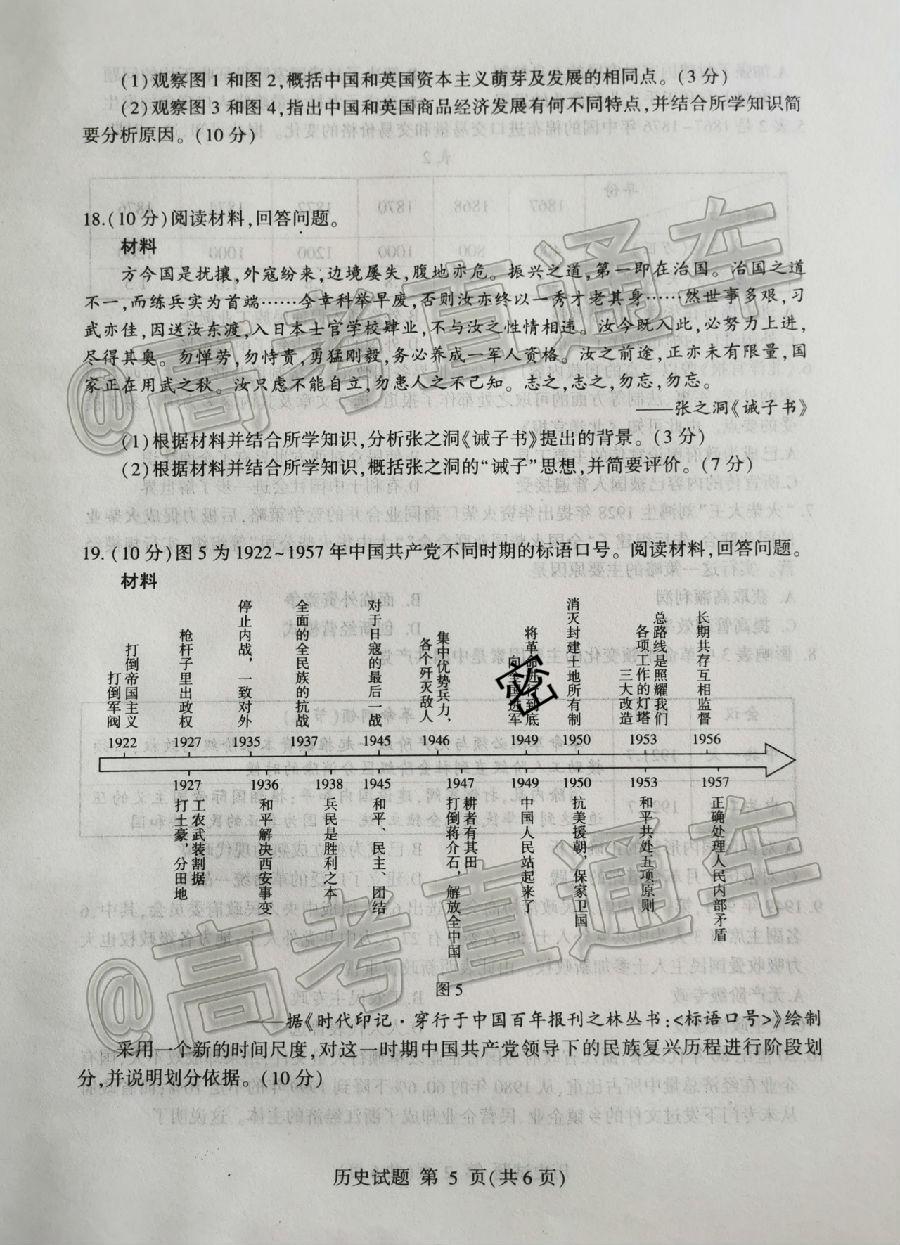 (1)观察图1和图2,概括中国和英国资本主义萌芽及发展的相同点。(3分)
(2)观察图3和图4,指出中国和英国商品经济发展有何不同特点,并结合所学知识简
要分析原因。(10分)
18.(10分)阅读材料,回答问题。
材料
方今国是扰攘,外寇纷来,边境屡失,腹地亦危。振兴之道,第一即在治国。治国之道
不一,而练兵实为首端……今幸科举早废,否则汝亦终以一秀才老其身……然世事多艰,习
武亦佳,因送汝东渡,入日本士官学校肄业,不与汝之性情相违。汝今既入此,必努力上进,
尽得其奥。勿惮劳,勿恃贵,勇猛刚毅,务必养成一军人资格。汝之前途,正亦未有限量,国
家正在用武之秋。汝只虑不能自立,勿患人之不己知。志之,志之,勿忘,勿忘。
——张之洞《诫子书》
(1)根据材料并结合所学知识,分析张之洞《诫子书》提出的背景。(3分)
(2)根据材料并结合所学知识,概括张之洞的“诫子”思想,并简要评价。(7分)
19.(10分)图5为1922~1957年中国共产党不同时期的标语口号。阅读材料,回答问题。
材料
打倒帝国主义
打倒军阀
枪杆子里出政权
停止内战,一致对外
全面的全民族的抗战
对于日寇的最后一战
集中优势兵力,
各个歼灭敌人
将革命进行到底
向全国进军
消灭封建土地所有制
总路线是照耀我们
各项工作的灯塔
三大改造
长期共存互相监督
1922 1927 1935 1937 1945 1946 1949 1950 1953 1956
1927 1936 1938 1945 1947 1949 1950 1953 1957
工农武装割据
打土豪,分田地
和平解决西安事变
兵民是胜利之本
和平、民主、团结
耕者有其田
打倒蒋介石,解放全中国
中国人民站起来了
抗美援朝,保家卫国
和平共处五项原则
正确处理人民内部矛盾
密
图5
据《时代印记·穿行于中国百年报刊之林丛书:<标语口号>》绘制
采用一个新的时间尺度,对这一时期中国共产党领导下的民族复兴历程进行阶段划
分,并说明划分依据。(10分)
历史试题 第 5 页(共6页)
@高考直通车
@高考直通车